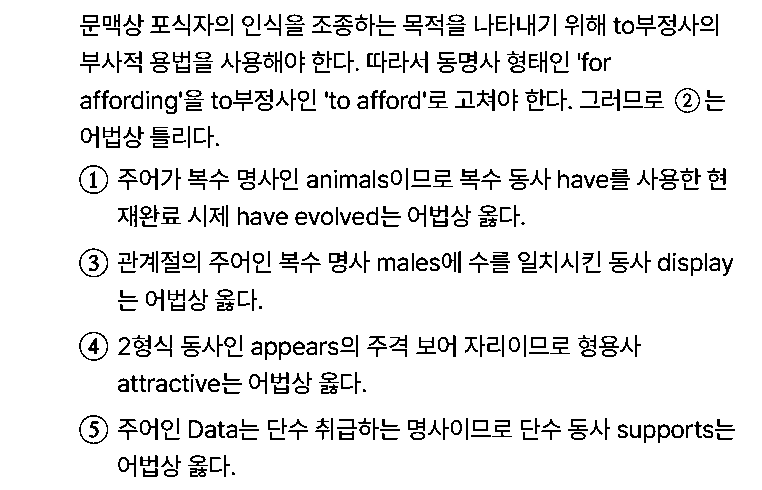 문맥상 포식자의 인식을 조종하는 목적을 나타내기 위해 to부정사의
부사적 용법을 사용해야 한다. 따라서 동명사 형태인 'for
affording'을 to부정사인 'to afford'로 고쳐야 한다. 그러므로 ②는
어법상 틀리다.
① 주어가 복수 명사인 animals이므로 복수 동사 have를 사용한 현
재완료 시제 have evolved는 어법상 옳다.
③ 관계절의 주어인 복수 명사 males에 수를 일치시킨 동사 display
는 어법상 옳다.
④ 2형식 동사인 appears의 주격 보어 자리이므로 형용사
attractive는 어법상 옳다.
⑤ 주어인 Data는 단수 취급하는 명사이므로 단수 동사 supports는
어법상 옳다.